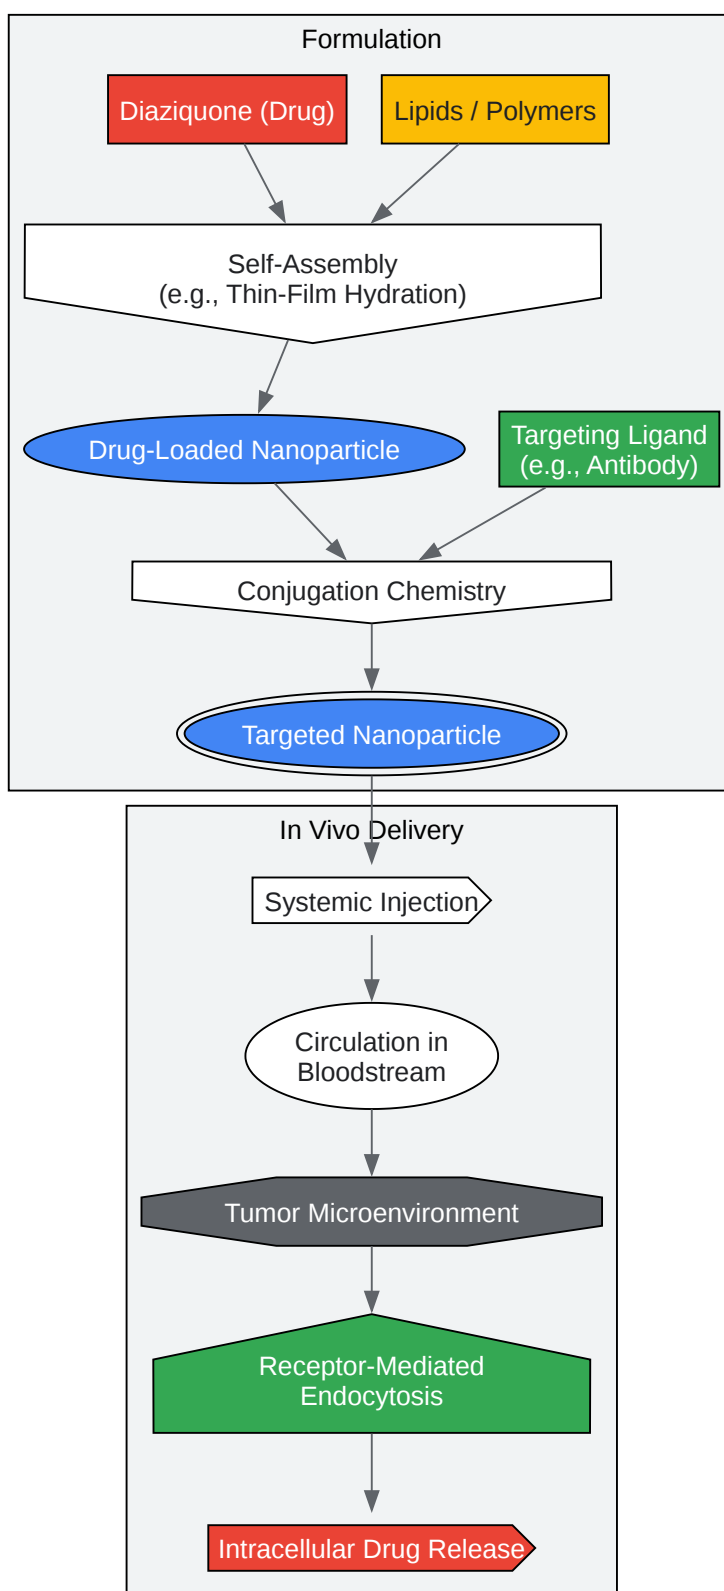 Formulation
Diaziquone (Drug)
Lipids / Polymers
Self-Assembly
(e.g., Thin-Film Hydration)
Drug-Loaded Nanoparticle
Targeting Ligand
(e.g., Antibody)
Conjugation Chemistry
Targeted Nanoparticle
In Vivo Delivery
Systemic Injection
Circulation in
Bloodstream
Tumor Microenvironment
Receptor-Mediated
Endocytosis
Intracellular Drug Release